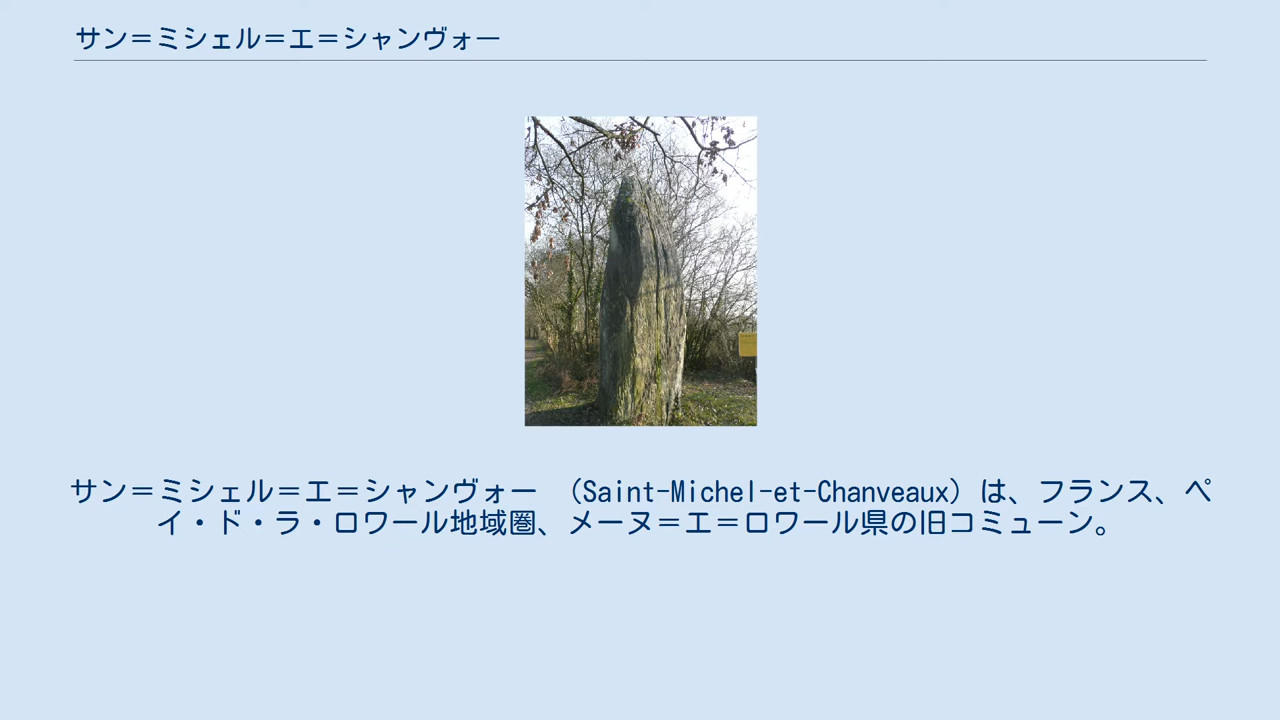 サン＝ミシェル＝エ＝シャンヴォー
サン＝ミシェル＝エ＝シャンヴォー （Saint-Michel-et-Chanveaux）は、フランス、ペ
イ・ド・ラ・ロワール地域圏、メーヌ＝エ＝ロワール県の旧コミューン。